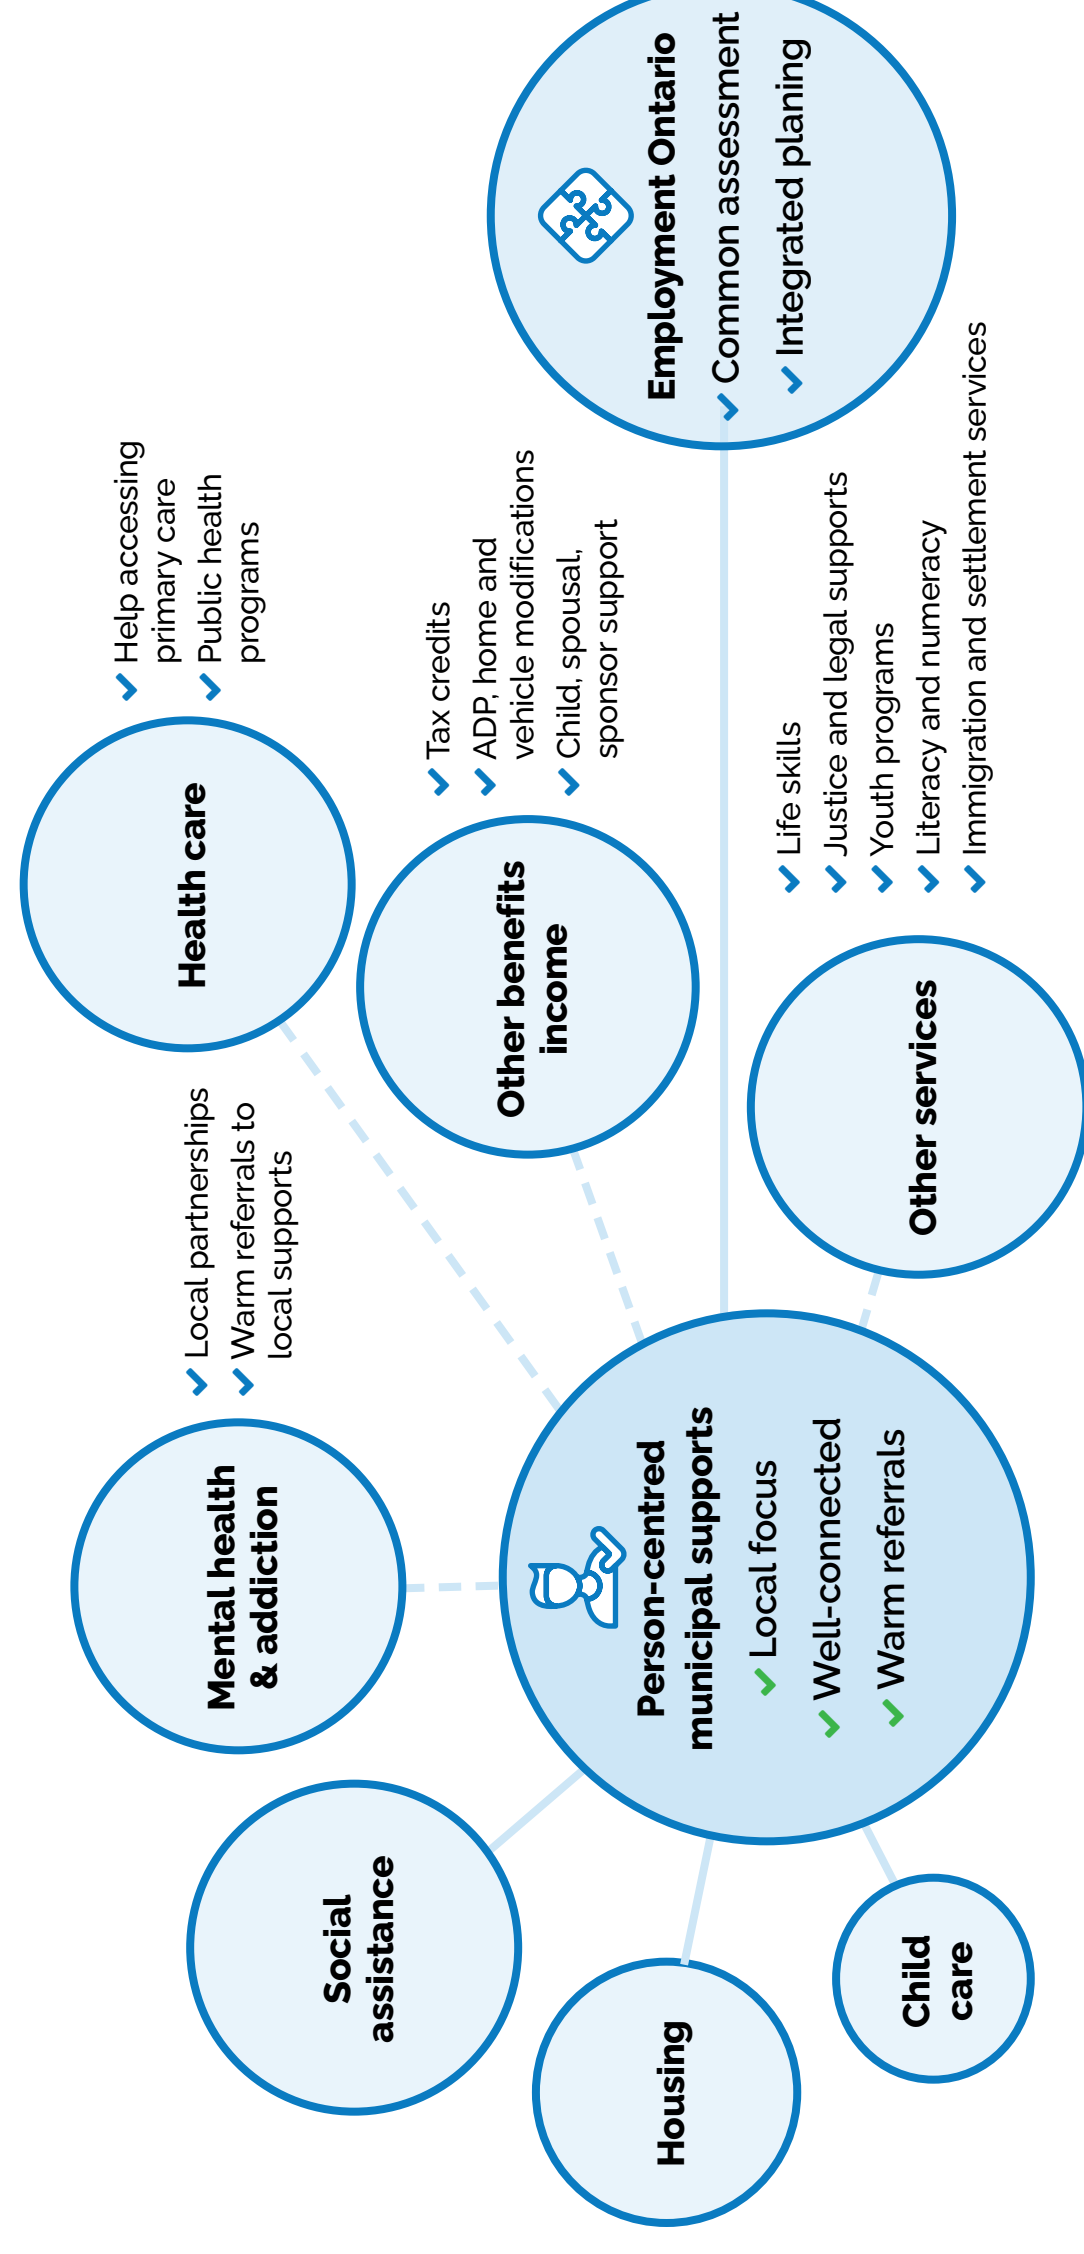 Social
assistance
Housing
Child
care
Mental health
& addiction
Local partnerships
Warm referrals to
local supports
Person-centred
municipal supports
Local focus
Well-connected
Warm referrals
Health care
Help accessing
primary care
Public health
programs
Other benefits
income
Tax credits
ADP, home and
vehicle modifications
Child, spousal,
sponsor support
Other services
Life skills
Justice and legal supports
Youth programs
Literacy and numeracy
Immigration and settlement services
Employment Ontario
Common assessment
Integrated planing